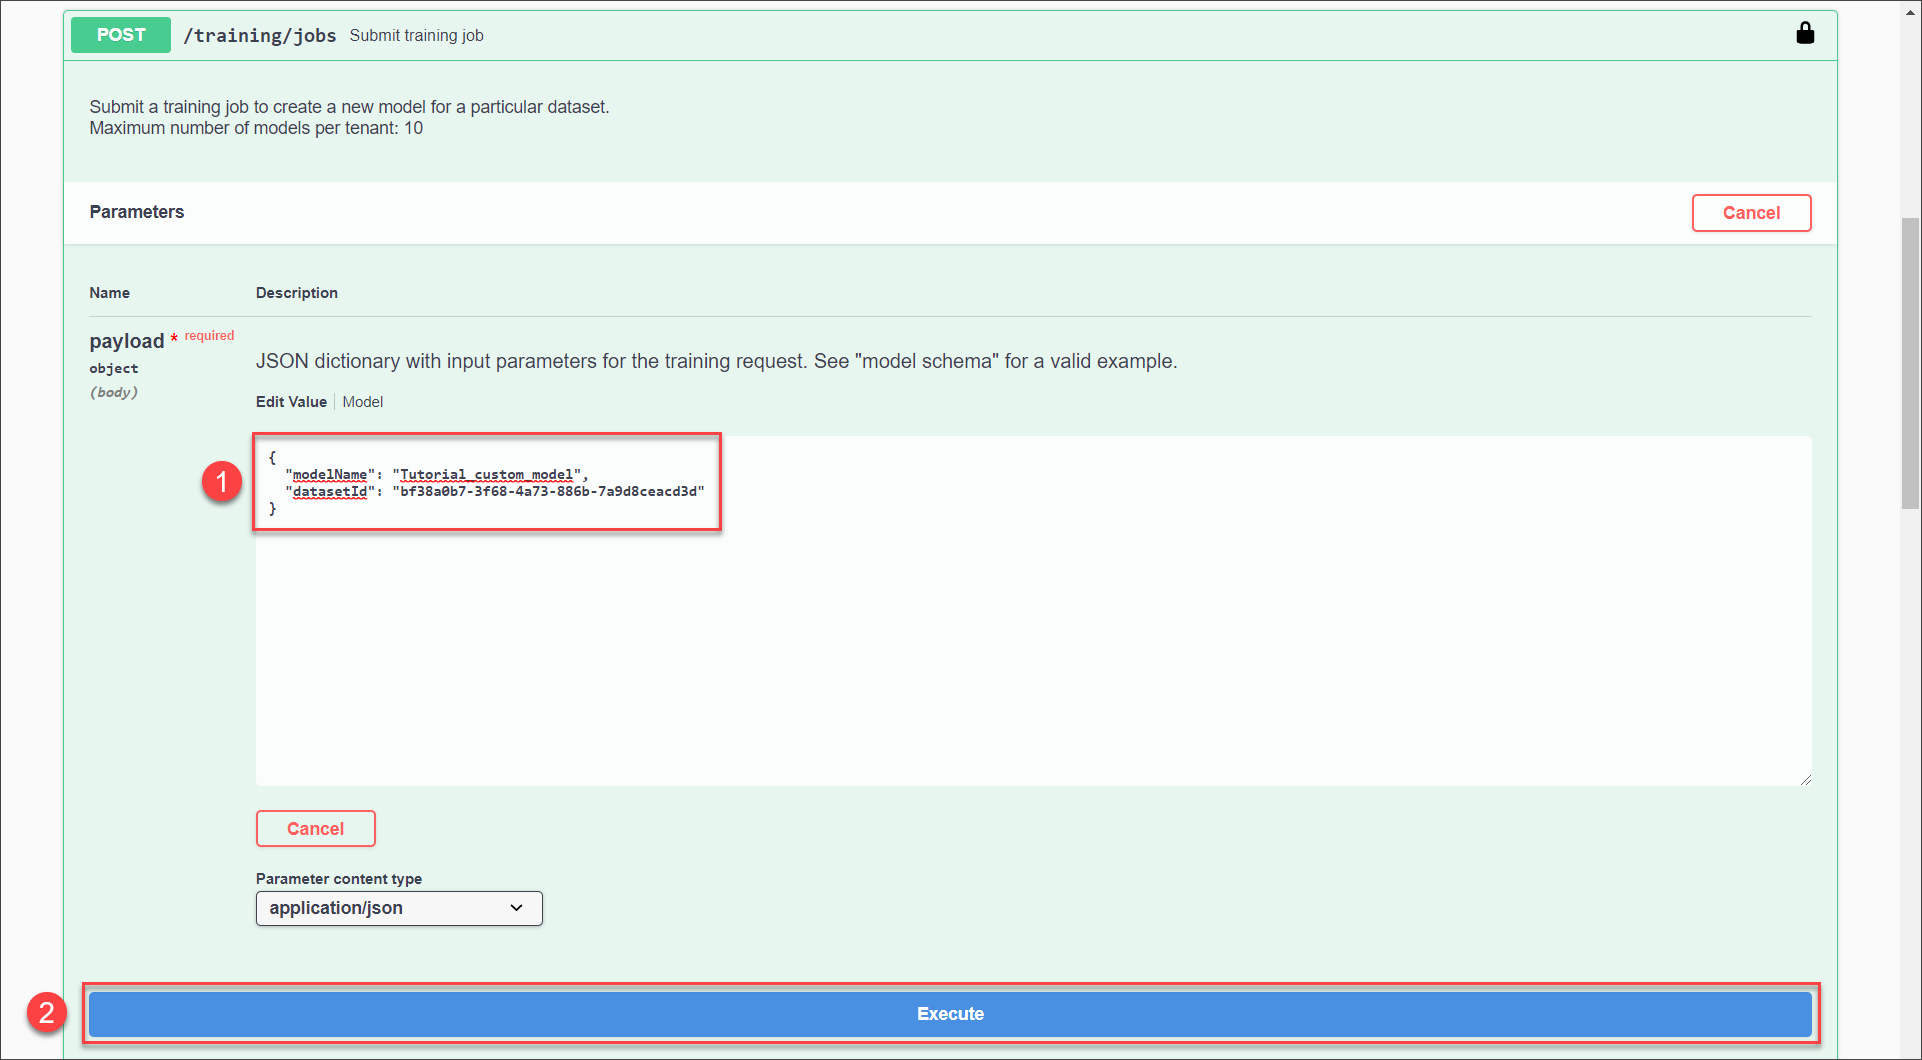 POST /training/jobs Submit training job
Submit a training job to create a new model for a particular dataset.
Maximum number of models per tenant: 10
Parameters
Cancel
Name Description
payload * required
object
(body)
JSON dictionary with input parameters for the training request. See "model schema" for a valid example.
Edit Value Model
1
{
"modelName": "Tutorial_custom_model",
"datasetId": "bf38a0b7-3f68-4a73-886b-7a9d8ceacd3d"
}
Cancel
Parameter content type
application/json
2
Execute